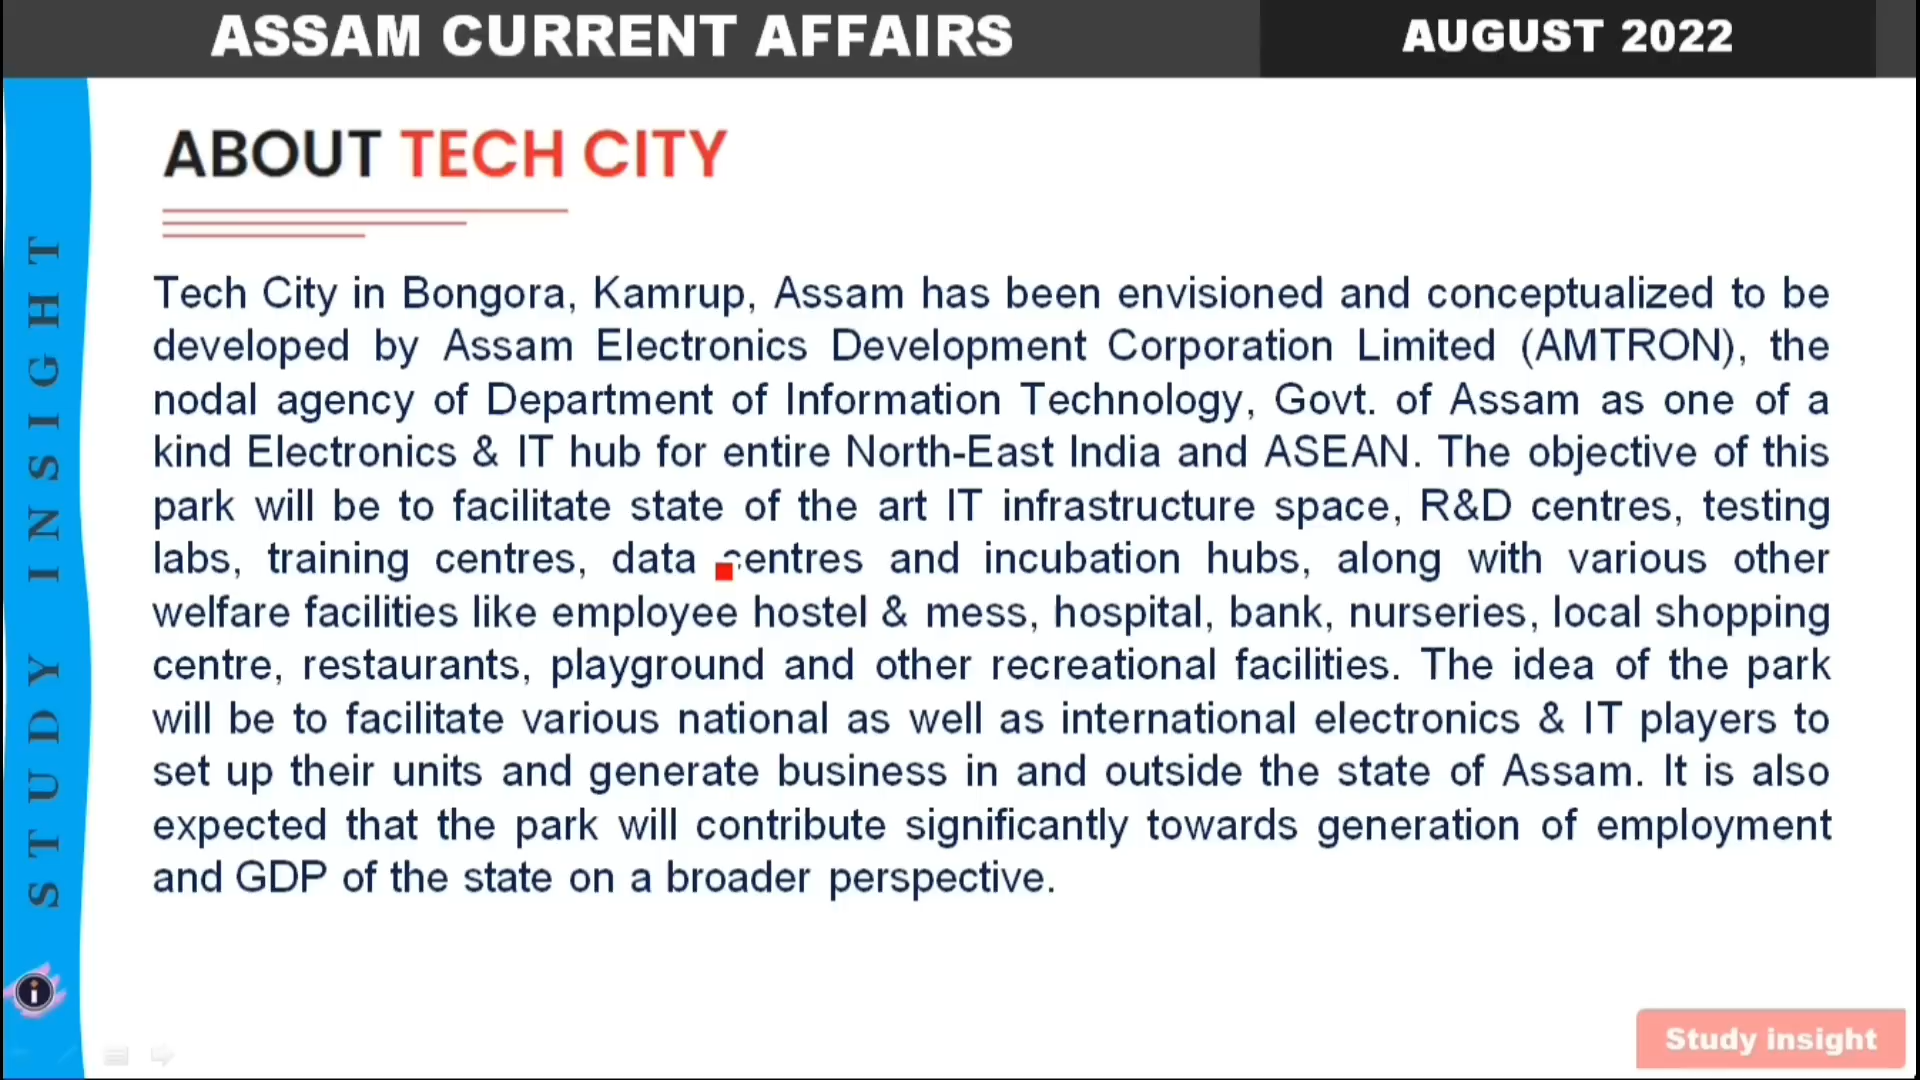 ASSAM CURRENT AFFAIRS
AUGUST 2022
ABOUT TECH CITY
Tech City in Bongora, Kamrup, Assam has been envisioned and conceptualized to be
developed by Assam Electronics Development Corporation Limited (AMTRON), the
nodal agency of Department of Information Technology, Govt. of Assam as one of a
kind Electronics & IT hub for entire North-East India and ASEAN. The objective of this
park will be to facilitate state of the art IT infrastructure space, R&D centres, testing
labs, training centres, data centres and incubation hubs, along with various other
welfare facilities like employee hostel & mess, hospital, bank, nurseries, local shopping
centre, restaurants, playground and other recreational facilities. The idea of the park
will be to facilitate various national as well as international electronics & IT players to
set up their units and generate business in and outside the state of Assam. It is also
expected that the park will contribute significantly towards generation of employment
and GDP of the state on a broader perspective.
STUDY INSIGHT
i
Study insight